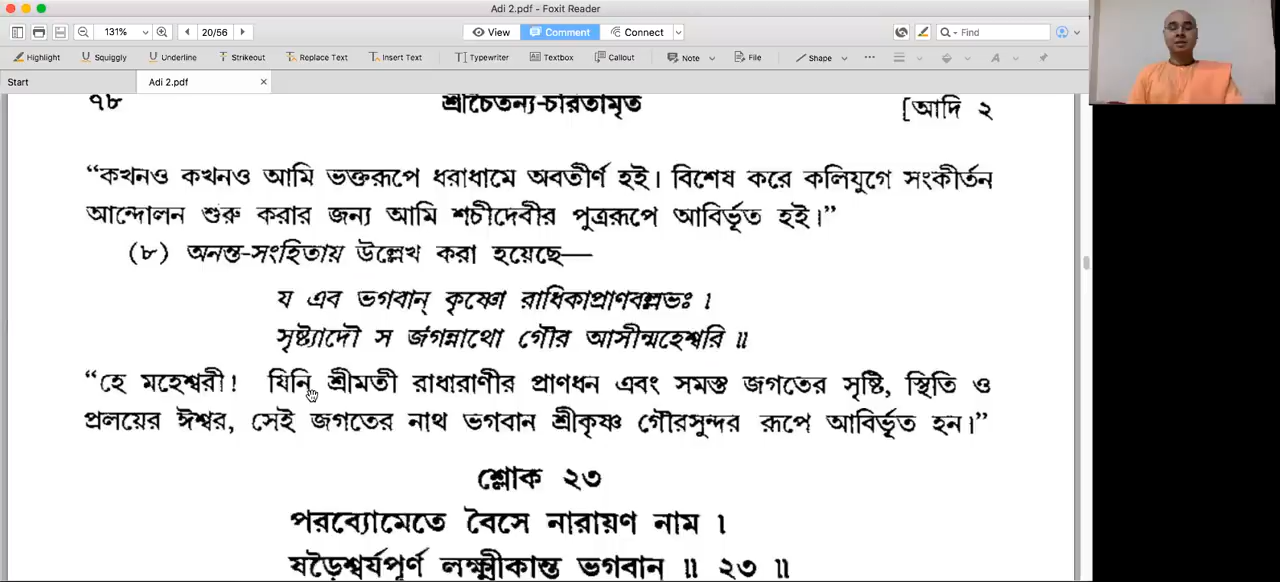 Adi 2.pdf - Foxit Reader
131% 20/56 View Comment Connect Find
Highlight Squiggly Underline Strikeout Replace Text Insert Text Typewriter Textbox Callout Note File Shape
Start Adi 2.pdf
৭৮ শ্রীচৈতন্য-চরিতামৃত [আদি ২
“কখনও কখনও আমি ভক্তরূপে ধরাধামে অবতীর্ণ হই। বিশেষ করে কলিযুগে সংকীর্তন
আন্দোলন শুরু করার জন্য আমি শচীদেবীর পুত্ররূপে আবির্ভূত হই।”
(৮) অনন্ত-সংহিতায় উল্লেখ করা হয়েছে—
য এব ভগবান্ কৃষ্ণো রাধিকাপ্রাণবল্লভঃ ।
সৃষ্ট্যাদৌ স জগন্নাথো গৌর আসীন্মহেশ্বরি ॥
“হে মহেশ্বরী! যিনি শ্রীমতী রাধারাণীর প্রাণধন এবং সমস্ত জগতের সৃষ্টি, স্থিতি ও
প্রলয়ের ঈশ্বর, সেই জগতের নাথ ভগবান শ্রীকৃষ্ণ গৌরসুন্দর রূপে আবির্ভূত হন।”
শ্লোক ২৩
পরব্যোমেতে বৈসে নারায়ণ নাম ।
ষড়ৈশ্বর্যপূর্ণ লক্ষ্মীকান্ত ভগবান ॥ ২৩ ॥